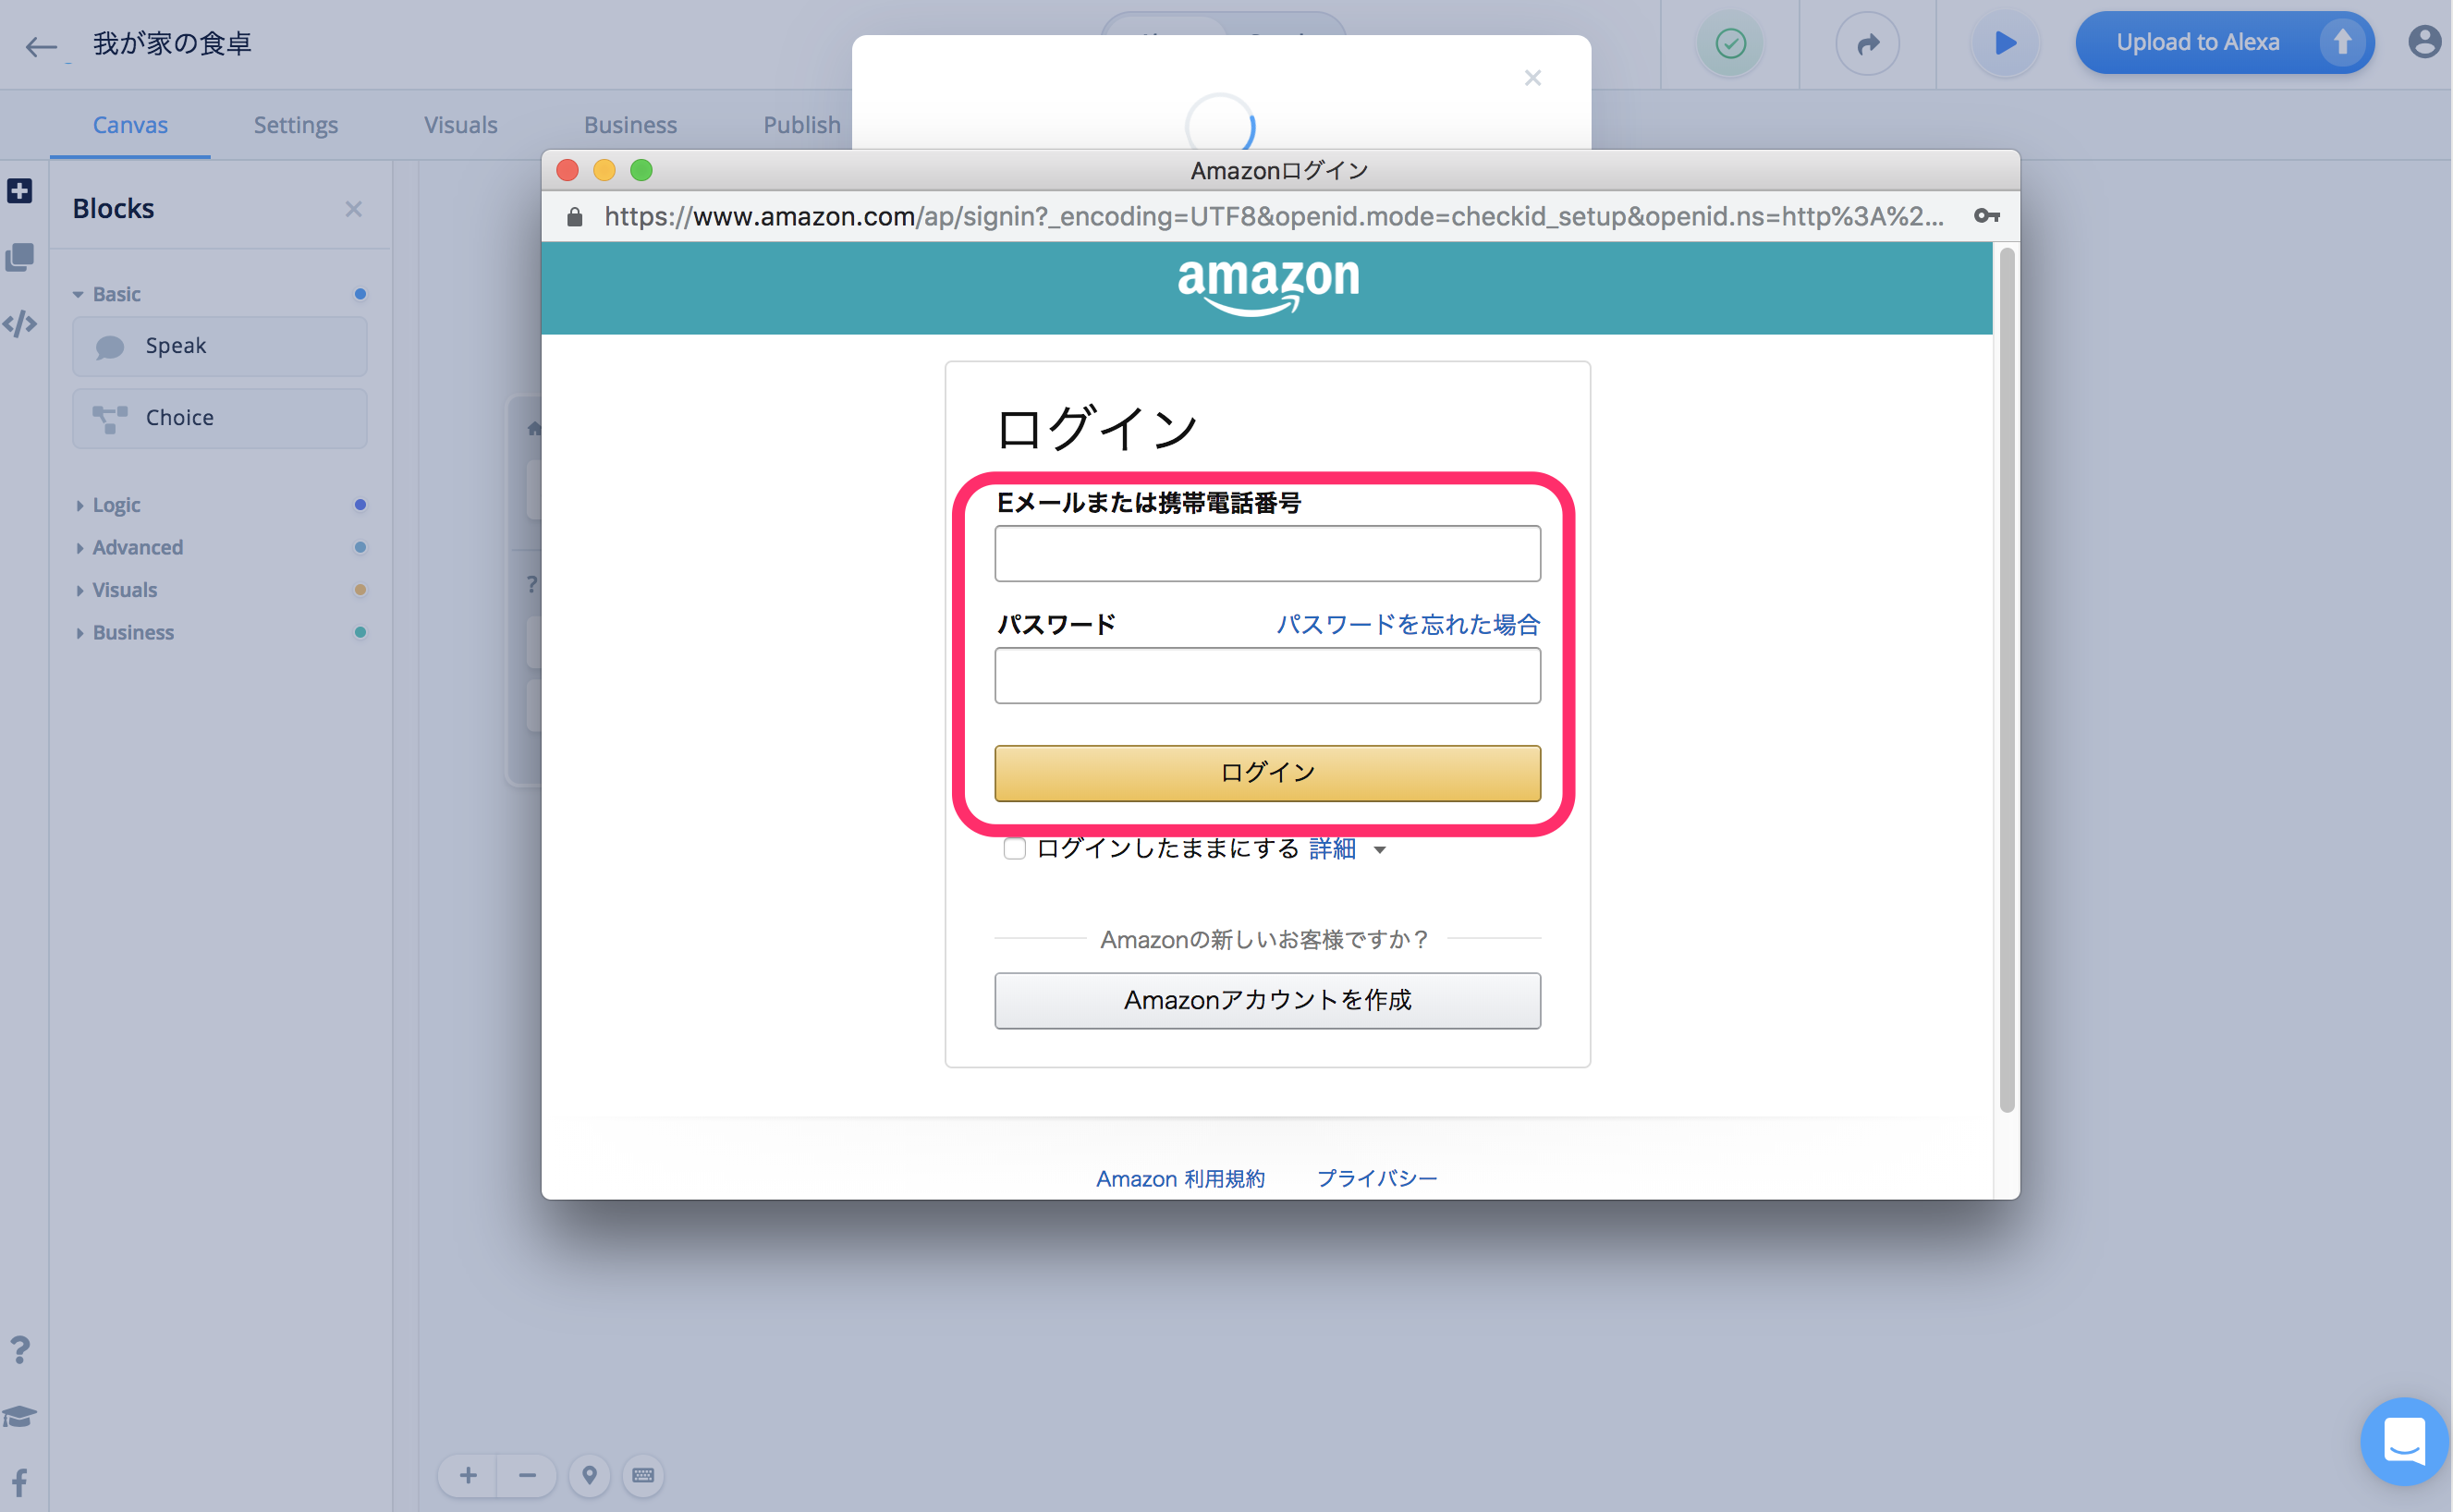 我が家の食卓
Upload to Alexa
Canvas
Settings
Visuals
Business
Publish
Blocks
Basic
Speak
Choice
Logic
Advanced
Visuals
Business
Amazonログイン
https://www.amazon.com/ap/signin?_encoding=UTF8&openid.mode=checkid_setup&openid.ns=http%3A%2...
amazon
ログイン
Eメールまたは携帯電話番号
パスワード
パスワードを忘れた場合
ログイン
ログインしたままにする 詳細
Amazonの新しいお客様ですか？
Amazonアカウントを作成
Amazon 利用規約
プライバシー